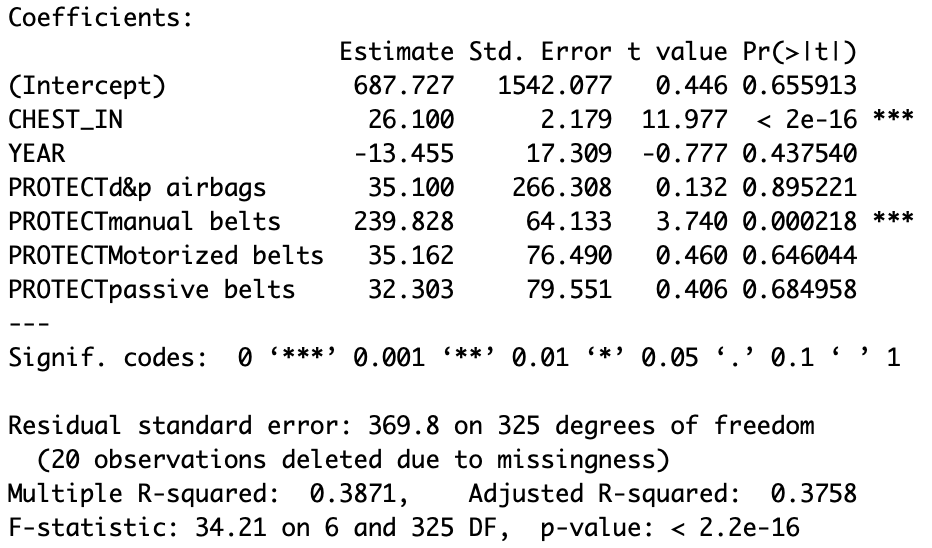 Coefficients:
                      Estimate Std. Error t value Pr(>|t|)
(Intercept)            687.727   1542.077   0.446 0.655913
CHEST_IN                26.100      2.179  11.977  < 2e-16 ***
YEAR                   -13.455     17.309  -0.777 0.437540
PROTECTd&p airbags      35.100    266.308   0.132 0.895221
PROTECTmanual belts    239.828     64.133   3.740 0.000218 ***
PROTECTMotorized belts  35.162     76.490   0.460 0.646044
PROTECTpassive belts    32.303     79.551   0.406 0.684958
---
Signif. codes:  0 ‘***’ 0.001 ‘**’ 0.01 ‘*’ 0.05 ‘.’ 0.1 ‘ ’ 1

Residual standard error: 369.8 on 325 degrees of freedom
  (20 observations deleted due to missingness)
Multiple R-squared:  0.3871,    Adjusted R-squared:  0.3758
F-statistic: 34.21 on 6 and 325 DF,  p-value: < 2.2e-16